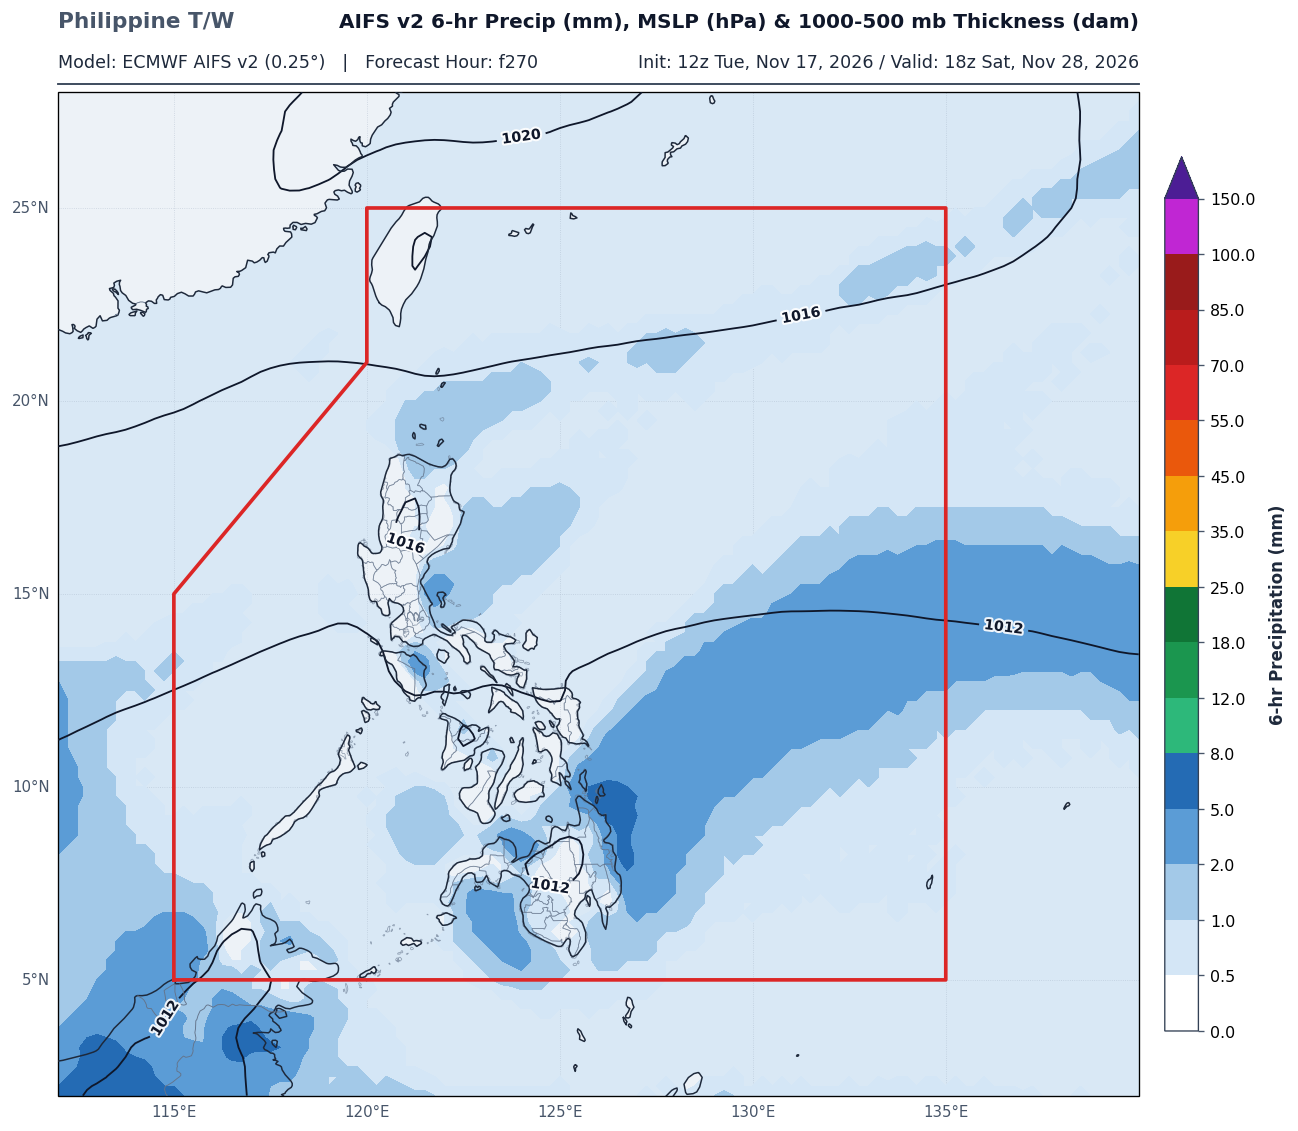 Philippine T/W
AIFS v2 6-hr Precip (mm), MSLP (hPa) & 1000-500 mb Thickness (dam)
Model: ECMWF AIFS v2 (0.25°) | Forecast Hour: f270
Init: 12z Tue, Nov 17, 2026 / Valid: 18z Sat, Nov 28, 2026
1020
25°N
1016
20°N
1016
15°N
1012
10°N
1012
5°N
1012
115°E
120°E
125°E
130°E
135°E
150.0
100.0
85.0
70.0
55.0
45.0
35.0
25.0
18.0
12.0
8.0
5.0
2.0
1.0
0.5
0.0
6-hr Precipitation (mm)